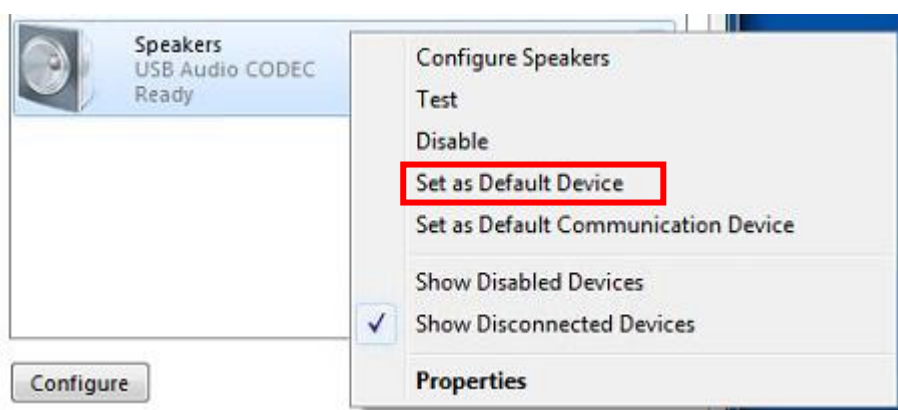 Speakers
USB Audio CODEC
Ready
Configure Speakers
Test
Disable
Set as Default Device
Set as Default Communication Device
Show Disabled Devices
Show Disconnected Devices
Properties
Configure